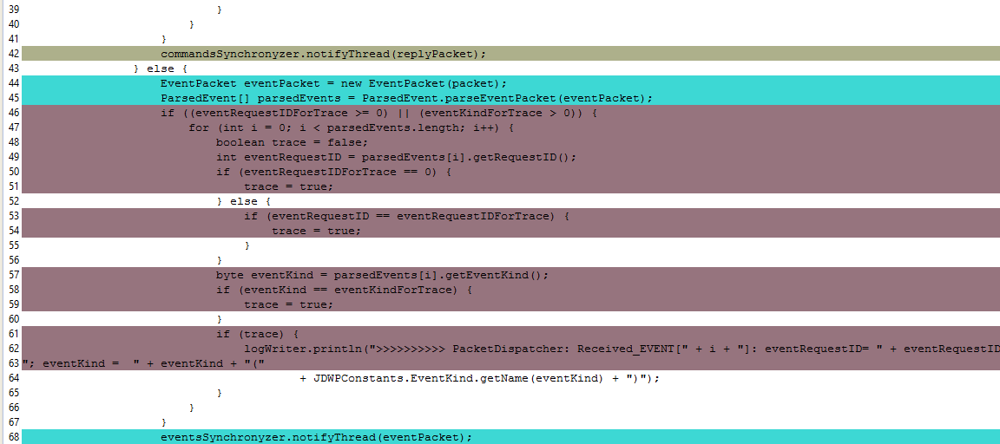 39 }
40 }
41 }
42 commandsSynchronyzer.notifyThread(replyPacket);
43 } else {
44 EventPacket eventPacket = new EventPacket(packet);
45 ParsedEvent[] parsedEvents = ParsedEvent.parseEventPacket(eventPacket);
46 if ((eventRequestIDForTrace >= 0) || (eventKindForTrace > 0)) {
47 for (int i = 0; i < parsedEvents.length; i++) {
48 boolean trace = false;
49 int eventRequestID = parsedEvents[i].getRequestID();
50 if (eventRequestIDForTrace == 0) {
51 trace = true;
52 } else {
53 if (eventRequestID == eventRequestIDForTrace) {
54 trace = true;
55 }
56 }
57 byte eventKind = parsedEvents[i].getEventKind();
58 if (eventKind == eventKindForTrace) {
59 trace = true;
60 }
61 if (trace) {
62 logWriter.println(">>>>>>>>>> PacketDispatcher: Received_EVENT[" + i + "]: eventRequestID= " + eventRequestID
63 "; eventKind =  " + eventKind + "("
64 + JDWPConstants.EventKind.getName(eventKind) + ")");
65 }
66 }
67 }
68 eventsSynchronyzer.notifyThread(eventPacket);